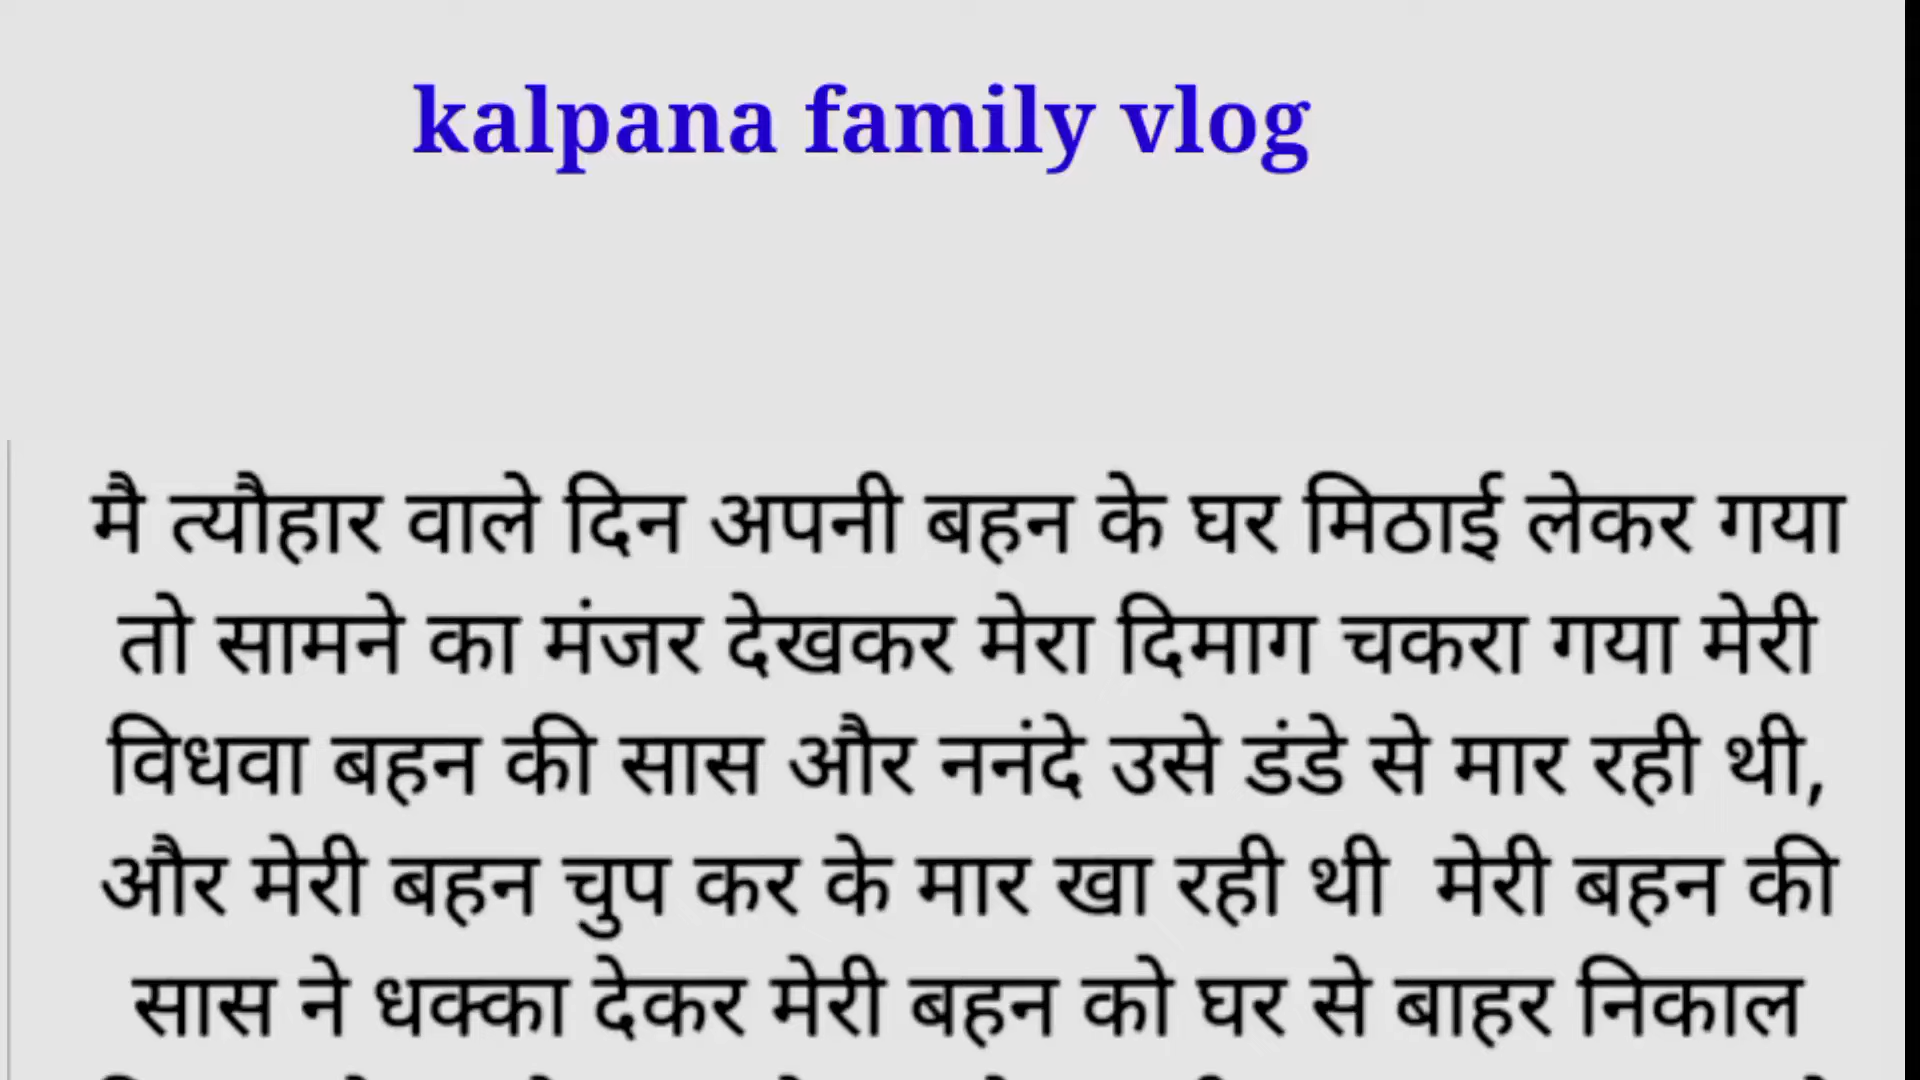 kalpana family vlog
मै त्यौहार वाले दिन अपनी बहन के घर मिठाई लेकर गया
तो सामने का मंजर देखकर मेरा दिमाग चकरा गया मेरी
विधवा बहन की सास और ननंदे उसे डंडे से मार रही थी,
और मेरी बहन चुप कर के मार खा रही थी  मेरी बहन की
सास ने धक्का देकर मेरी बहन को घर से बाहर निकाल